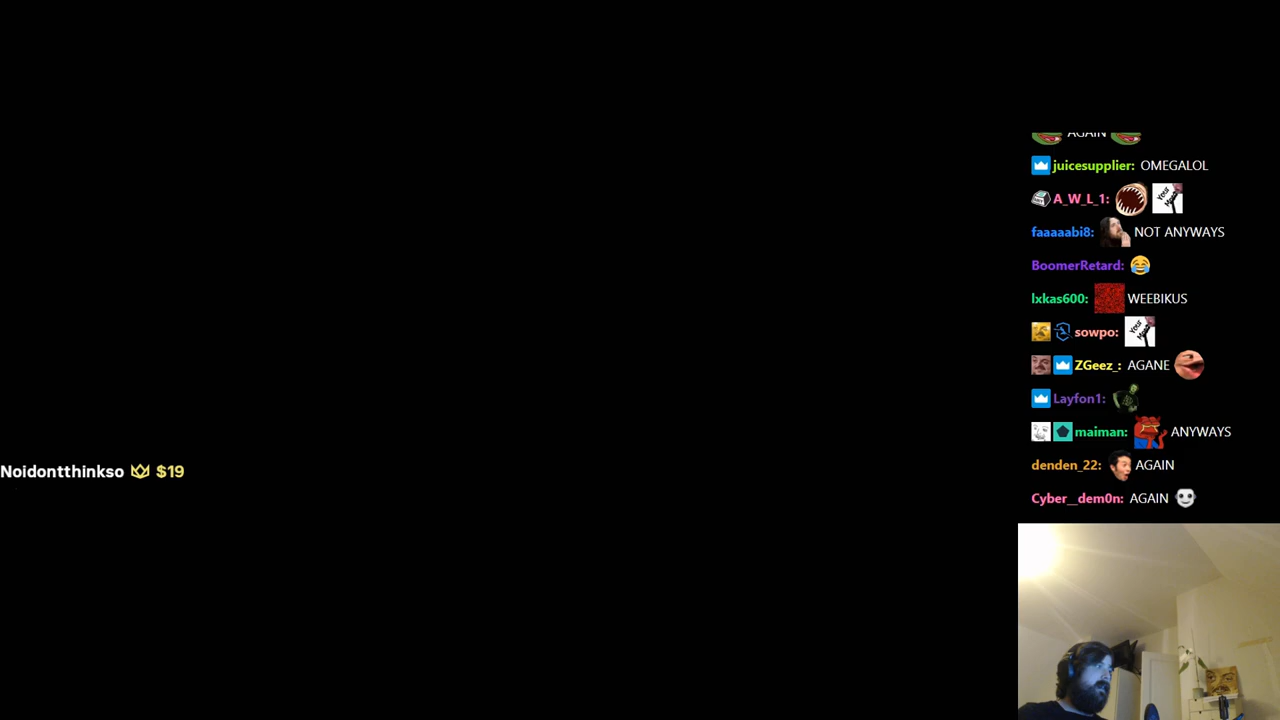 AGAIN
juicesupplier: OMEGALOL
A_W_L_1:
faaaaabi8: NOT ANYWAYS
BoomerRetard:
lxkas600: WEEBIKUS
sowpo:
ZGeez_: AGANE
Layfon1:
maiman: ANYWAYS
denden_22: AGAIN
Noidontthinkso $19
Cyber__dem0n: AGAIN